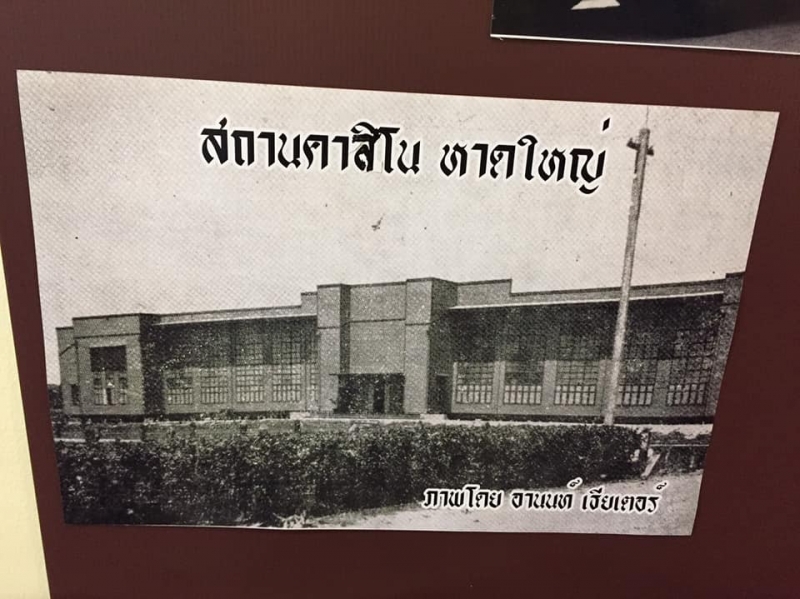 สถานคาสิโน หาดใหญ่
ภาพโดย อานนท์ เธียเตอร์